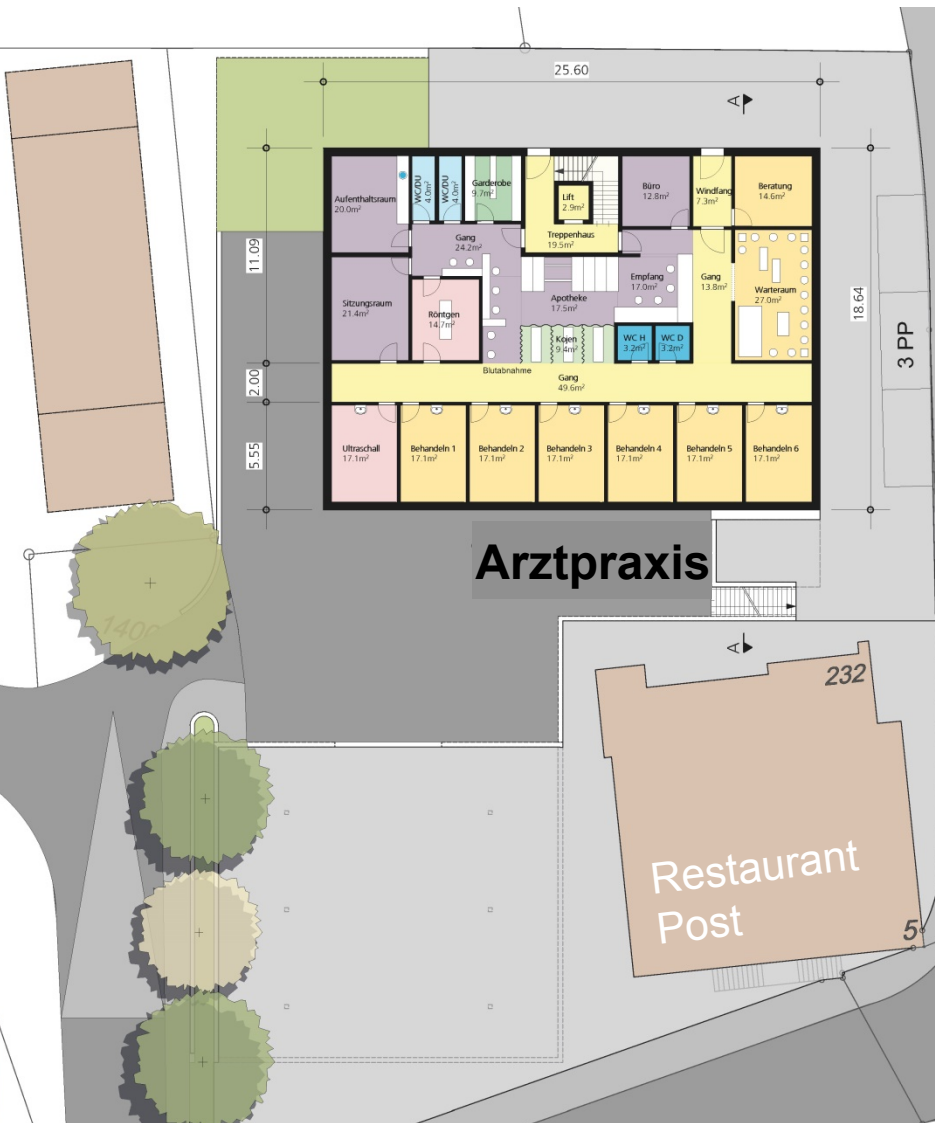 25.60
A
Aufenthaltsraum
20.0m²
WC/DU
4.0m²
WC/DU
4.0m²
Garderobe
9.7m²
Lift
2.9m²
Büro
12.8m²
Windfang
7.3m²
Beratung
14.6m²
Gang
24.2m²
Treppenhaus
19.5m²
11.09
Sitzungsraum
21.4m²
Röntgen
14.7m²
Apotheke
17.5m²
Empfang
17.0m²
Gang
13.8m²
Warteraum
27.0m²
18.64
3 PP
Kojen
9.4m²
WC H
3.2m²
WC D
3.2m²
Blutabnahme
2.00
Gang
49.6m²
5.55
Ultraschall
17.1m²
Behandeln 1
17.1m²
Behandeln 2
17.1m²
Behandeln 3
17.1m²
Behandeln 4
17.1m²
Behandeln 5
17.1m²
Behandeln 6
17.1m²
Arztpraxis
A
232
Restaurant
Post
5